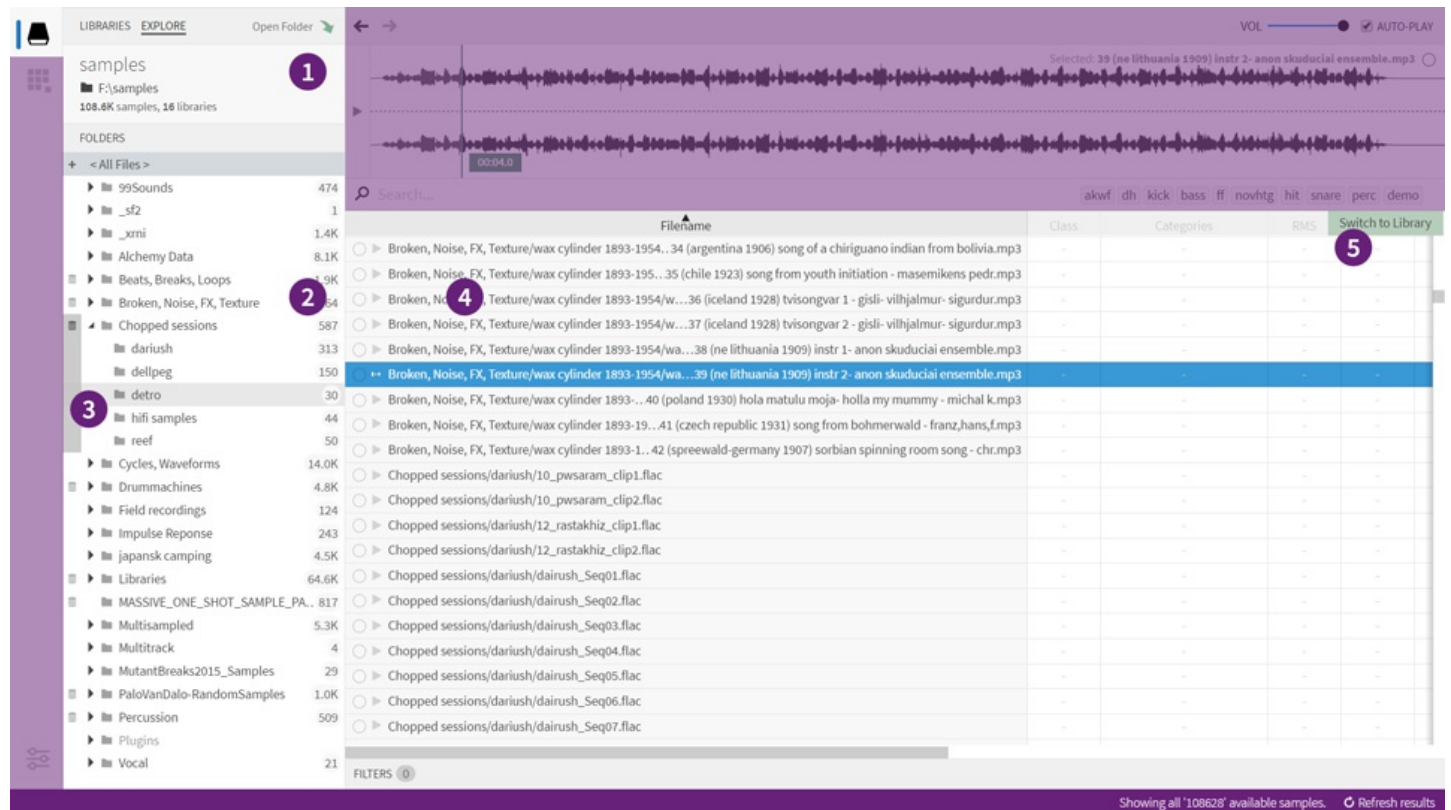 LIBRARIES EXPLORE Open Folder
samples
F:\samples
108.6K samples, 16 libraries
1
FOLDERS
+ < All Files >
99Sounds 474
_sf2 1
_xrni 1.4K
Alchemy Data 8.1K
Beats, Breaks, Loops 1.9K
Broken, Noise, FX, Texture 64
2
Chopped sessions 587
dariush 313
dellpeg 150
detro 30
3
hifi samples 44
reef 50
Cycles, Waveforms 14.0K
Drummachines 4.8K
Field recordings 124
Impulse Reponse 243
japansk camping 4.5K
Libraries 64.6K
MASSIVE_ONE_SHOT_SAMPLE_PA.. 817
Multisampled 5.3K
Multitrack 4
MutantBreaks2015_Samples 29
PaloVanDalo-RandomSamples 1.0K
Percussion 509
Plugins
Vocal 21
VOL AUTO-PLAY
Selected: 39 (ne lithuania 1909) instr 2- anon skuduciai ensemble.mp3
00:04.0
Search... akwf dh kick bass ff novhtg hit snare perc demo
Filename Class Categories RMS Switch to Library
5
Broken, Noise, FX, Texture/wax cylinder 1893-1954..34 (argentina 1906) song of a chiriguano indian from bolivia.mp3
Broken, Noise, FX, Texture/wax cylinder 1893-195..35 (chile 1923) song from youth initiation - masemikens pedr.mp3
4
Broken, Noise, FX, Texture/wax cylinder 1893-1954/w...36 (iceland 1928) tvisongvar 1 - gisli- vilhjalmur- sigurdur.mp3
Broken, Noise, FX, Texture/wax cylinder 1893-1954/w...37 (iceland 1928) tvisongvar 2 - gisli- vilhjalmur- sigurdur.mp3
Broken, Noise, FX, Texture/wax cylinder 1893-1954/wa...38 (ne lithuania 1909) instr 1- anon skuduciai ensemble.mp3
Broken, Noise, FX, Texture/wax cylinder 1893-1954/wa...39 (ne lithuania 1909) instr 2- anon skuduciai ensemble.mp3
Broken, Noise, FX, Texture/wax cylinder 1893-...40 (poland 1930) hola matulu moja- holla my mummy - michal k.mp3
Broken, Noise, FX, Texture/wax cylinder 1893-19...41 (czech republic 1931) song from bohmerwald - franz,hans,f.mp3
Broken, Noise, FX, Texture/wax cylinder 1893-1..42 (spreewald-germany 1907) sorbian spinning room song - chr.mp3
Chopped sessions/dariush/10_pwsaram_clip1.flac
Chopped sessions/dariush/10_pwsaram_clip2.flac
Chopped sessions/dariush/12_rastakhiz_clip1.flac
Chopped sessions/dariush/12_rastakhiz_clip2.flac
Chopped sessions/dariush/dairush_Seq01.flac
Chopped sessions/dariush/dairush_Seq02.flac
Chopped sessions/dariush/dairush_Seq03.flac
Chopped sessions/dariush/dairush_Seq04.flac
Chopped sessions/dariush/dairush_Seq05.flac
Chopped sessions/dariush/dairush_Seq06.flac
Chopped sessions/dariush/dairush_Seq07.flac
FILTERS 0
Showing all '108628' available samples. Refresh results